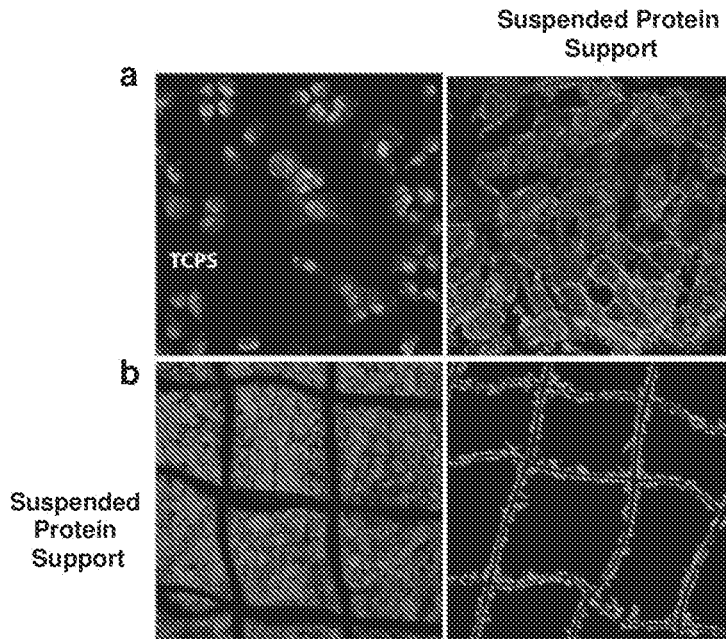 Suspended Protein
Support
a
TCPS
b
Suspended
Protein
Support